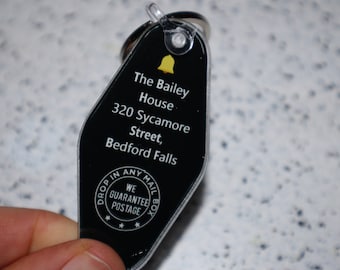 The Bailey
House
320 Sycamore
Street,
Bedford Falls
DROP IN ANY MAIL BOX
WE
GUARANTEE
POSTAGE